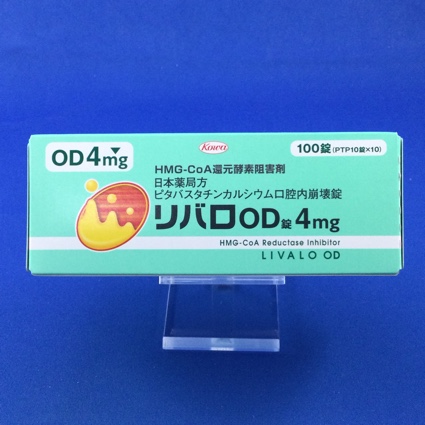 Kowa
OD4mg
100錠(PTP10錠×10)
HMG-CoA還元酵素阻害剤
日本薬局方
ピタバスタチンカルシウム口腔内崩壊錠
リバロOD錠4mg
HMG-CoA Reductase Inhibitor
LIVALO OD